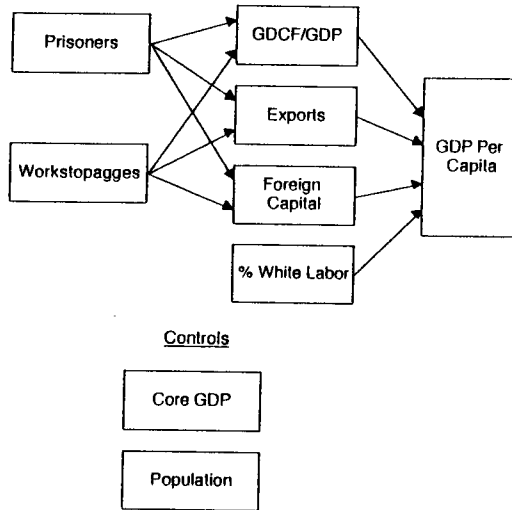 Prisoners
GDCF/GDP
Exports
Workstopagges
GDP Per
Capita
Foreign
Capital
% White Labor
Controls
Core GDP
Population